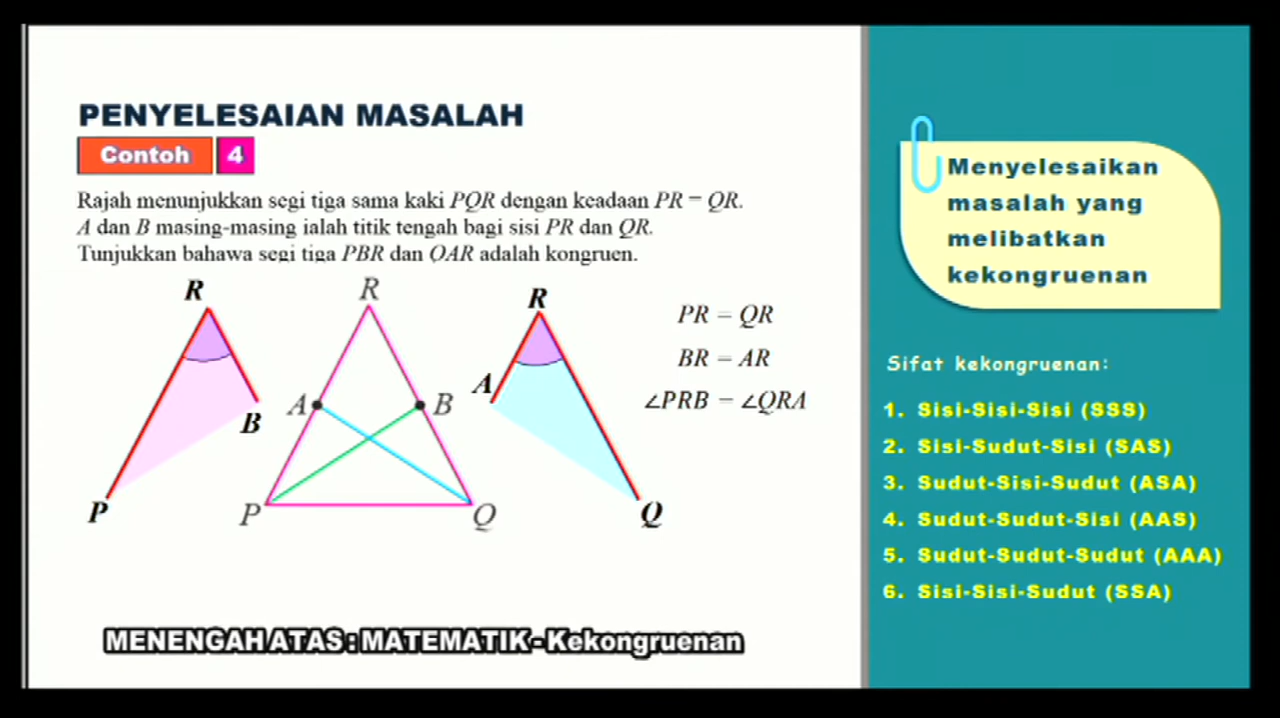 PENYELESAIAN MASALAH
Contoh 4
Rajah menunjukkan segi tiga sama kaki PQR dengan keadaan PR = QR.
A dan B masing-masing ialah titik tengah bagi sisi PR dan QR.
Tunjukkan bahawa segi tiga PBR dan QAR adalah kongruen.
R
B
P
R
A
B
P
Q
R
A
Q
PR = QR
BR = AR
∠PRB = ∠QRA
MENENGAH ATAS : MATEMATIK - Kekongruenan
Menyelesaikan
masalah yang
melibatkan
kekongruenan
Sifat kekongruenan:
1. Sisi-Sisi-Sisi (SSS)
2. Sisi-Sudut-Sisi (SAS)
3. Sudut-Sisi-Sudut (ASA)
4. Sudut-Sudut-Sisi (AAS)
5. Sudut-Sudut-Sudut (AAA)
6. Sisi-Sisi-Sudut (SSA)